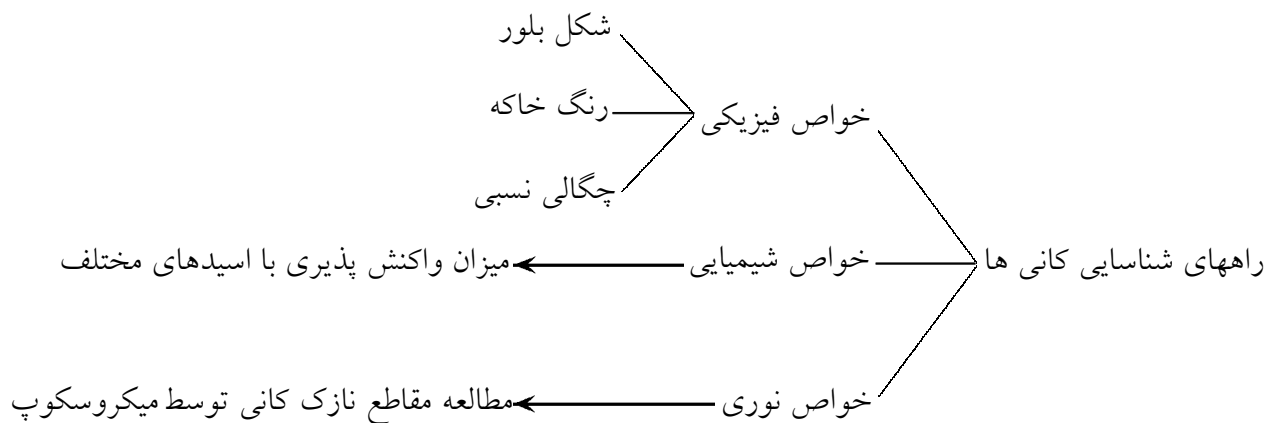 شکل بلور
رنگ خاکه
خواص فیزیکی
چگالی نسبی
راههای شناسایی کانی ها
خواص شیمیایی
میزان واکنش پذیری با اسیدهای مختلف
خواص نوری
مطالعه مقاطع نازک کانی توسط میکروسکوپ